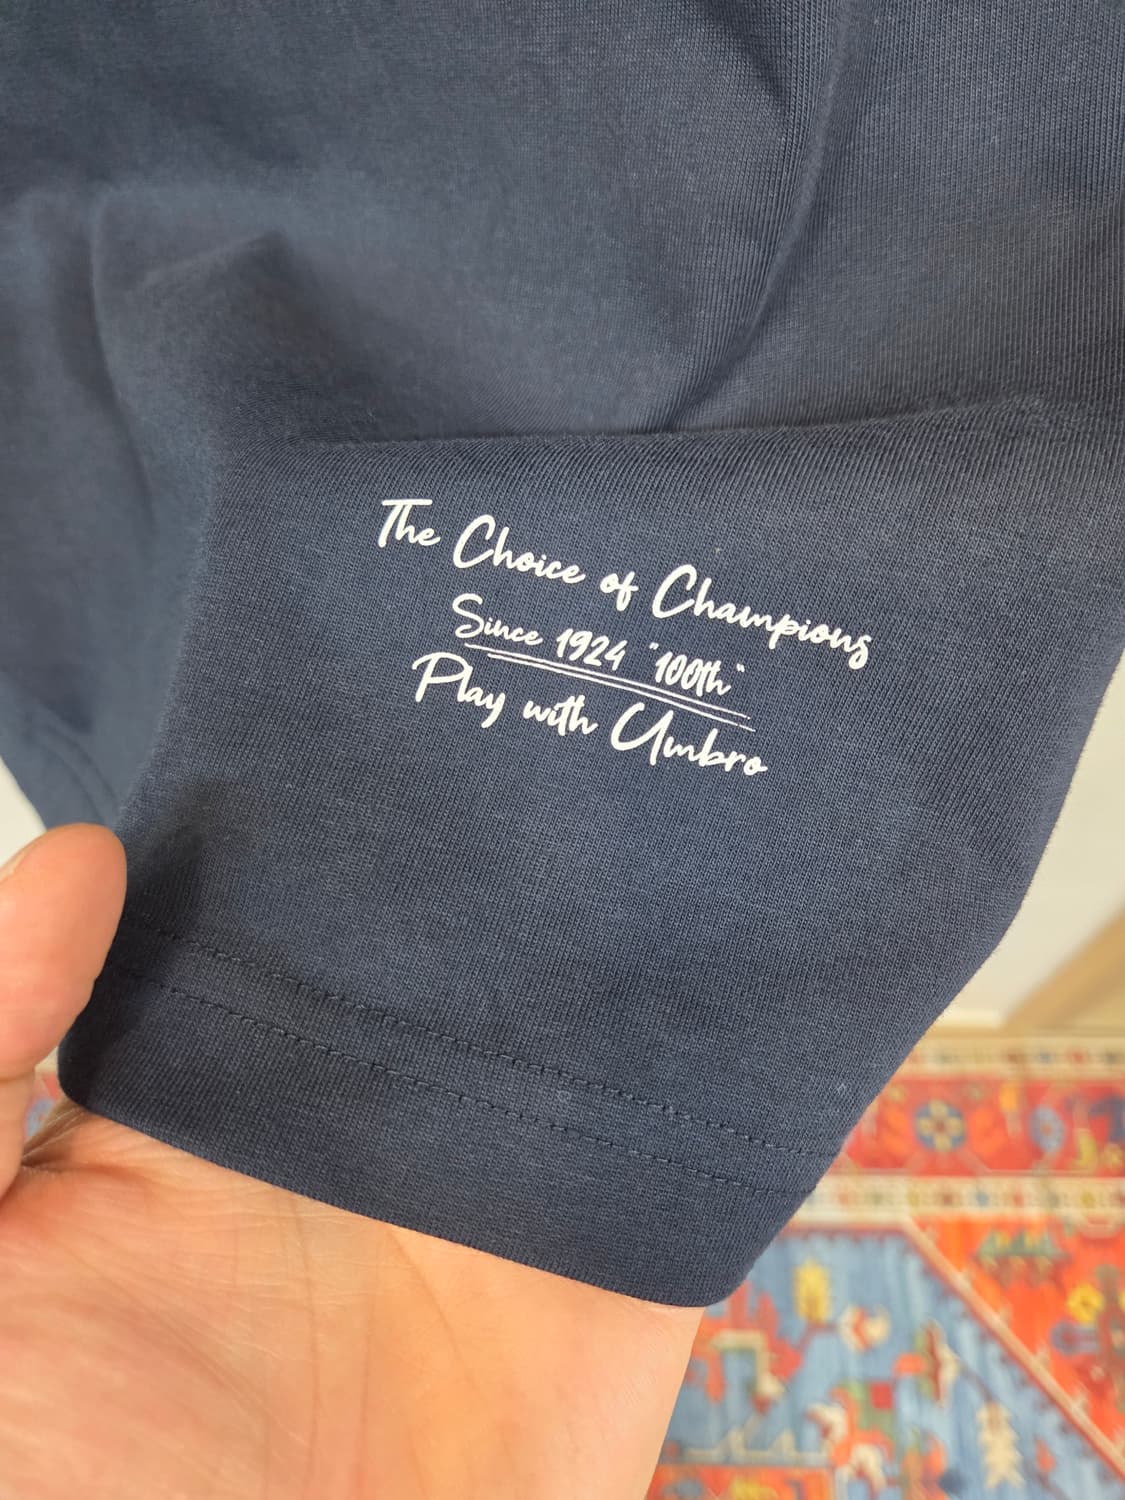 The Choice of Champions
Since 1924 "100th"
Play with Umbro